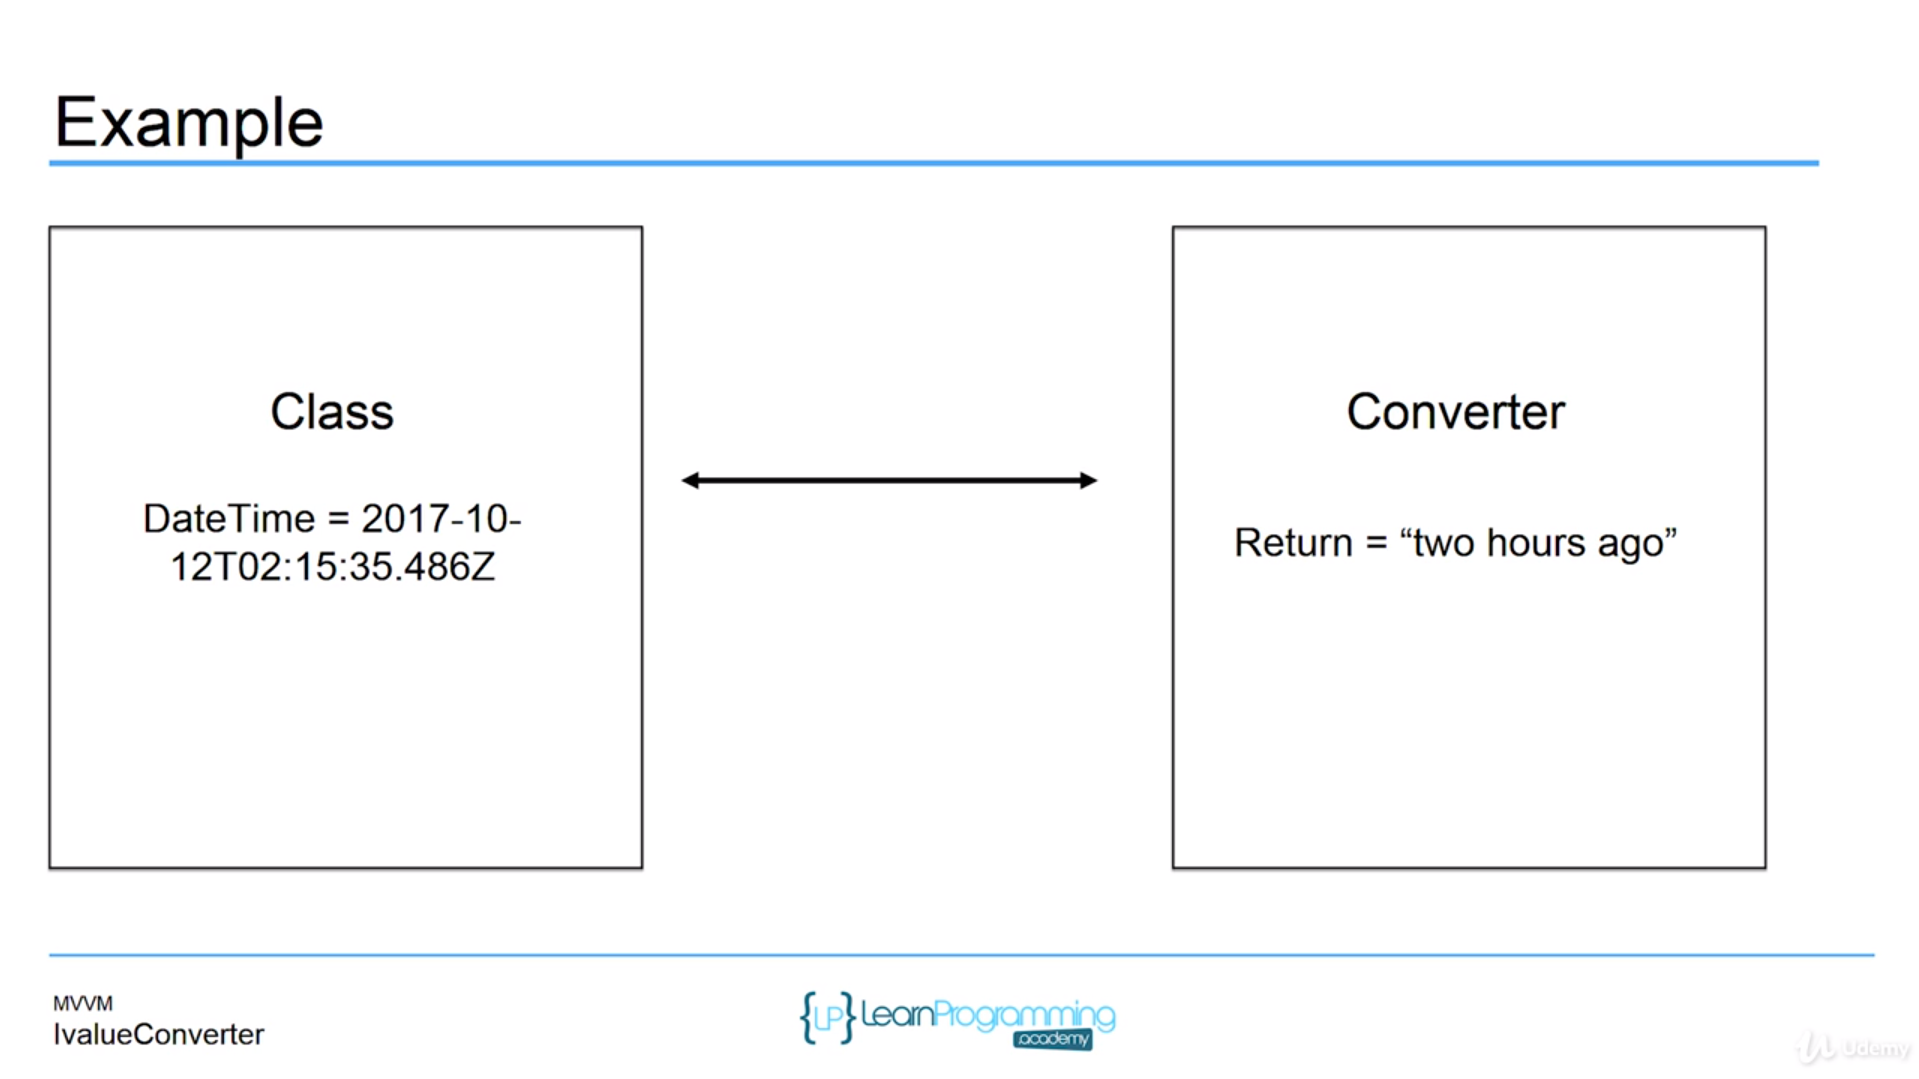 Example
Class
DateTime = 2017-10-
12T02:15:35.486Z
Converter
Return = “two hours ago”
MVVM
IvalueConverter
{LP} LearnProgramming
academy
Udemy